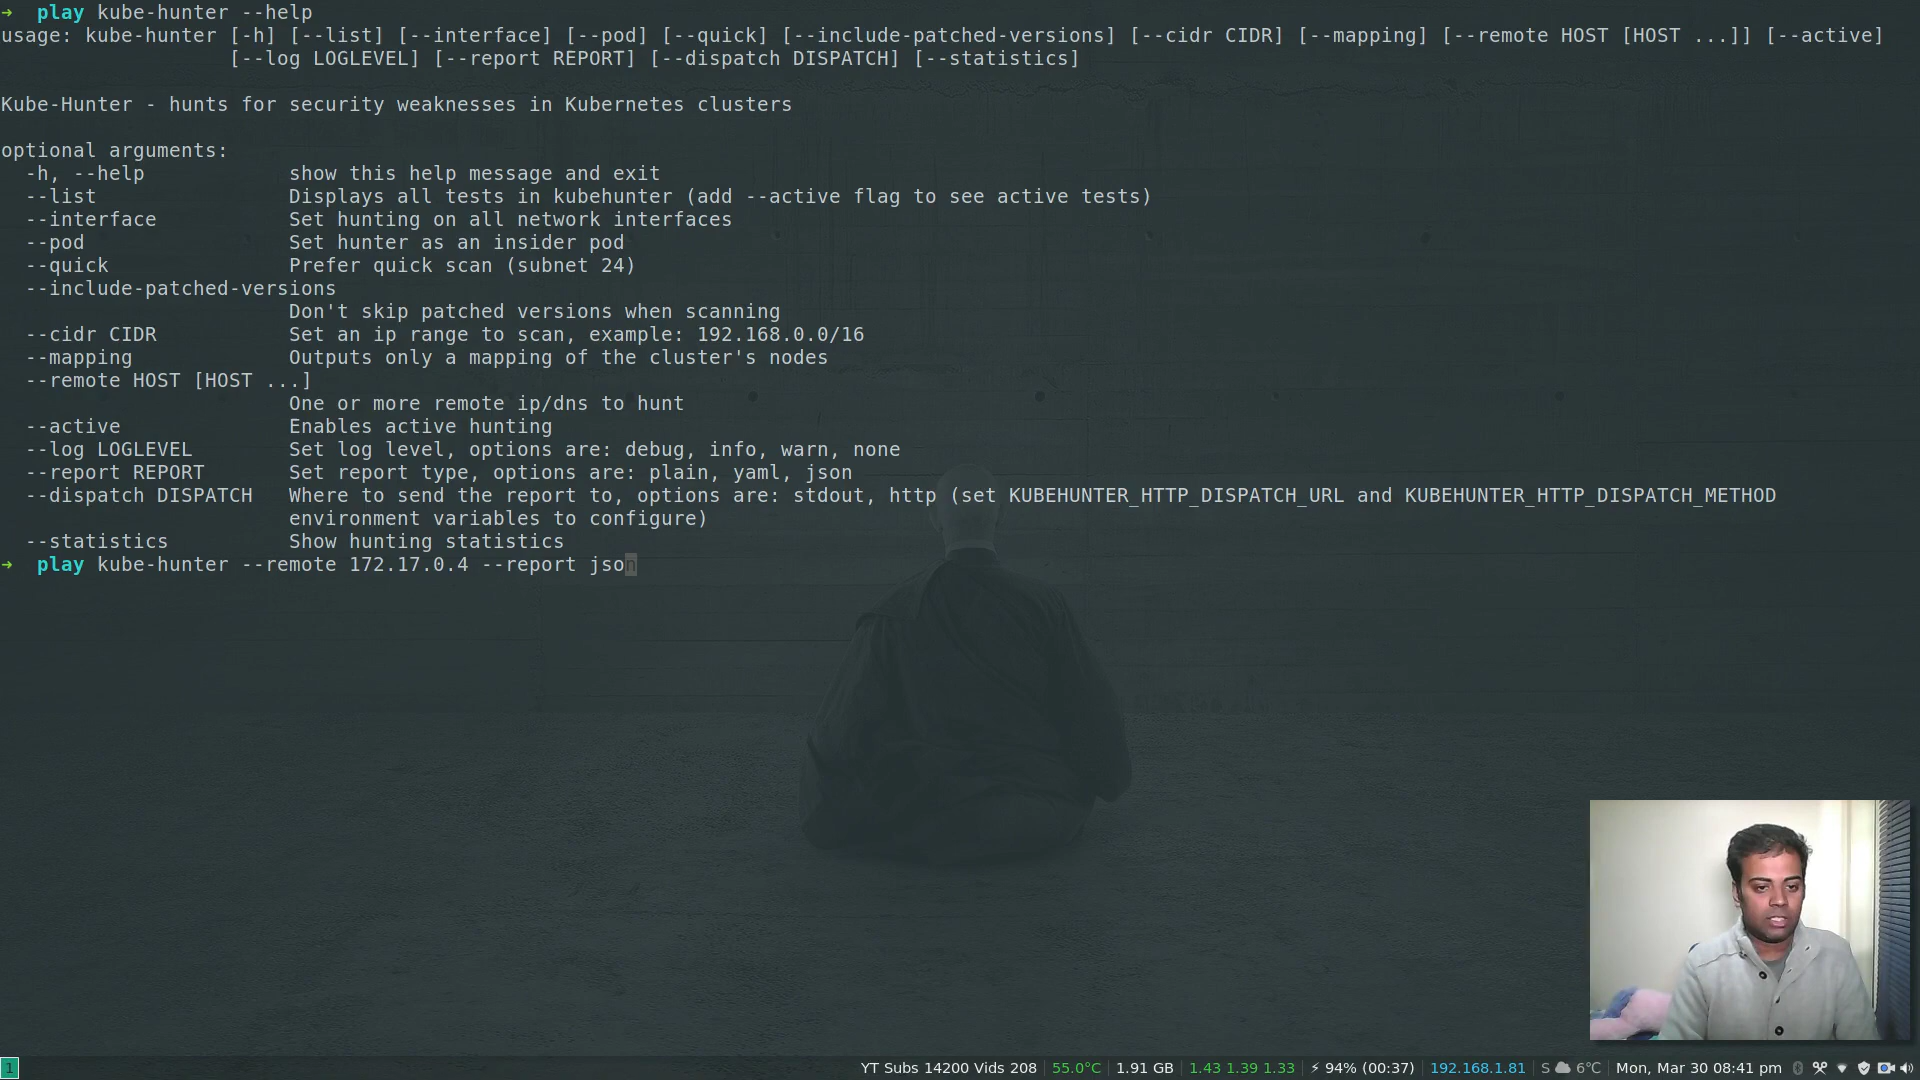 →  play kube-hunter --help
usage: kube-hunter [-h] [--list] [--interface] [--pod] [--quick] [--include-patched-versions] [--cidr CIDR] [--mapping] [--remote HOST [HOST ...]] [--active]
                   [--log LOGLEVEL] [--report REPORT] [--dispatch DISPATCH] [--statistics]
Kube-Hunter - hunts for security weaknesses in Kubernetes clusters
optional arguments:
  -h, --help            show this help message and exit
  --list                Displays all tests in kubehunter (add --active flag to see active tests)
  --interface           Set hunting on all network interfaces
  --pod                 Set hunter as an insider pod
  --quick               Prefer quick scan (subnet 24)
  --include-patched-versions
                        Don't skip patched versions when scanning
  --cidr CIDR           Set an ip range to scan, example: 192.168.0.0/16
  --mapping             Outputs only a mapping of the cluster's nodes
  --remote HOST [HOST ...]
                        One or more remote ip/dns to hunt
  --active              Enables active hunting
  --log LOGLEVEL        Set log level, options are: debug, info, warn, none
  --report REPORT       Set report type, options are: plain, yaml, json
  --dispatch DISPATCH   Where to send the report to, options are: stdout, http (set KUBEHUNTER_HTTP_DISPATCH_URL and KUBEHUNTER_HTTP_DISPATCH_METHOD
                        environment variables to configure)
  --statistics          Show hunting statistics
→  play kube-hunter --remote 172.17.0.4 --report json
1 YT Subs 14200 Vids 208 55.0°C 1.91 GB 1.43 1.39 1.33 ⚡ 94% (00:37) 192.168.1.81 S 6°C Mon, Mar 30 08:41 pm